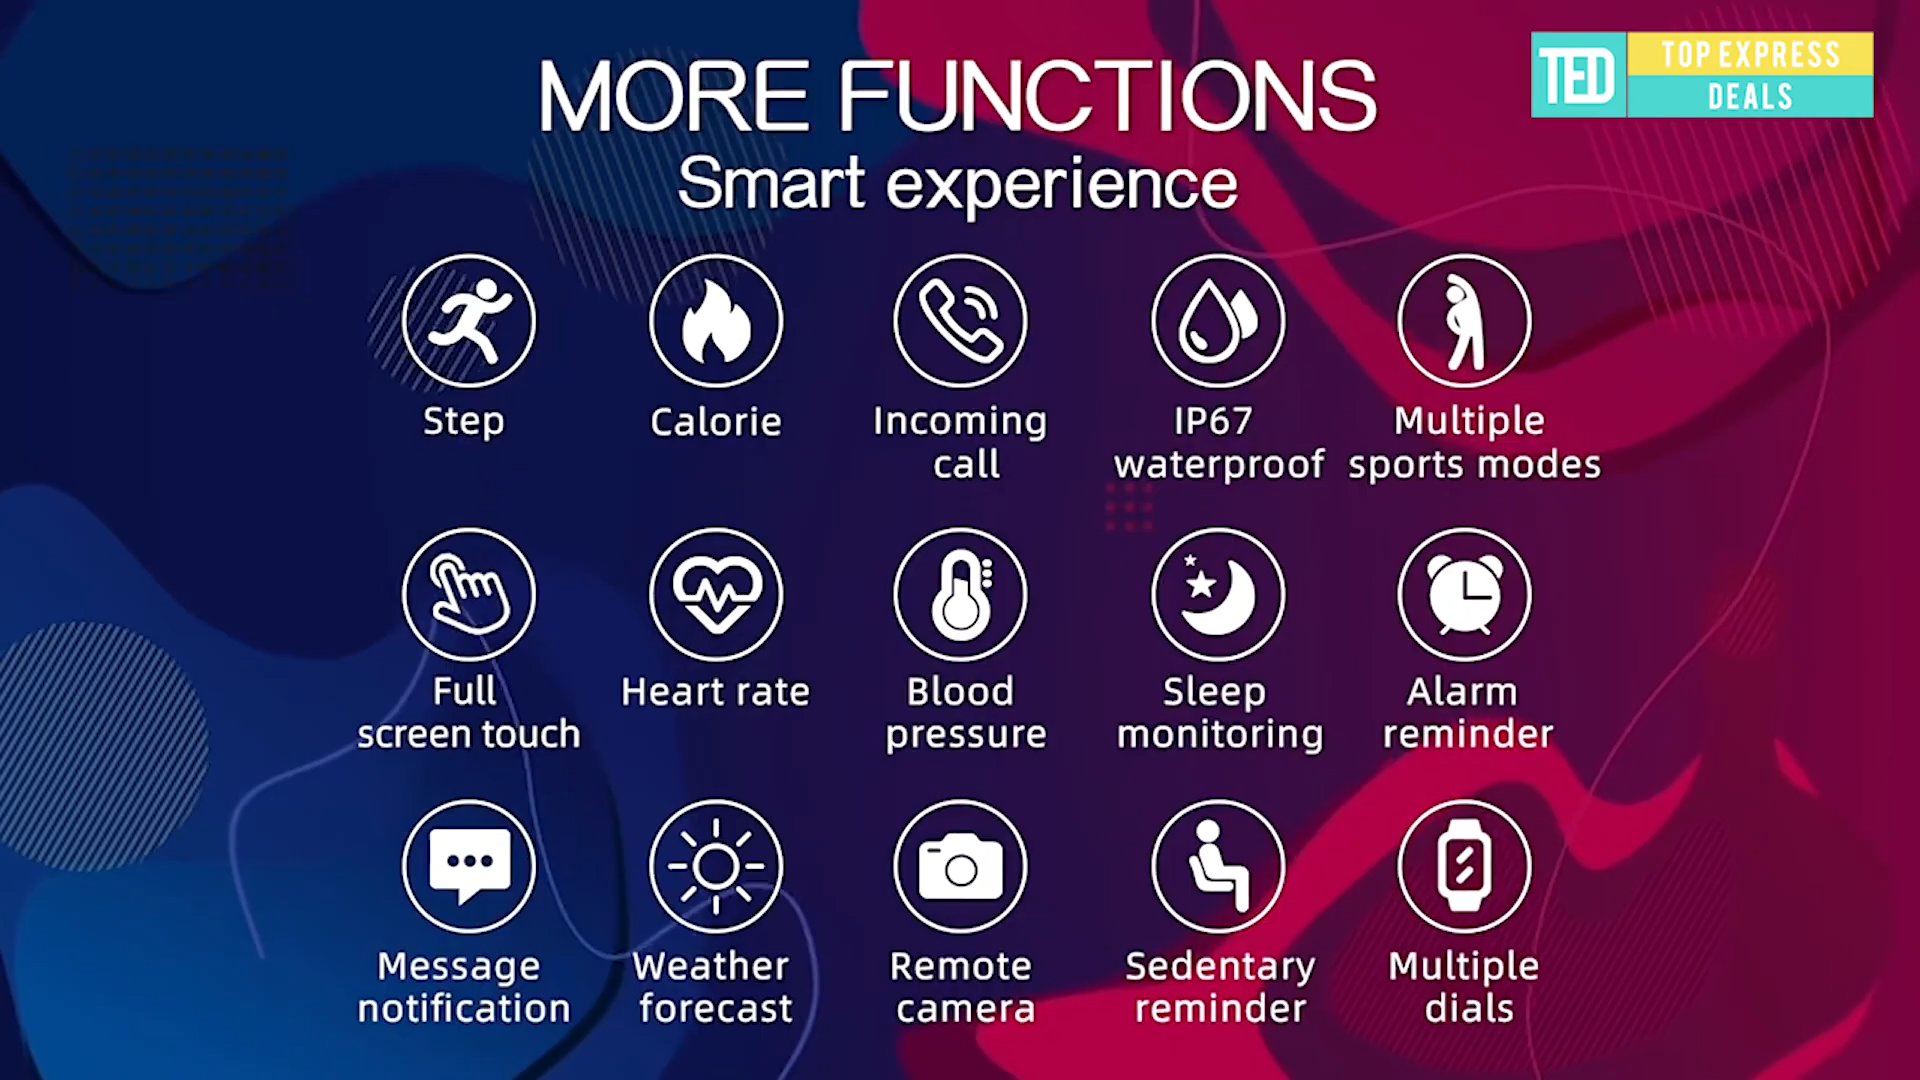 MORE FUNCTIONS
Smart experience
TED
TOP EXPRESS
DEALS
Step
Calorie
Incoming
call
IP67
waterproof
Multiple
sports modes
Full
screen touch
Heart rate
Blood
pressure
Sleep
monitoring
Alarm
reminder
Message
notification
Weather
forecast
Remote
camera
Sedentary
reminder
Multiple
dials